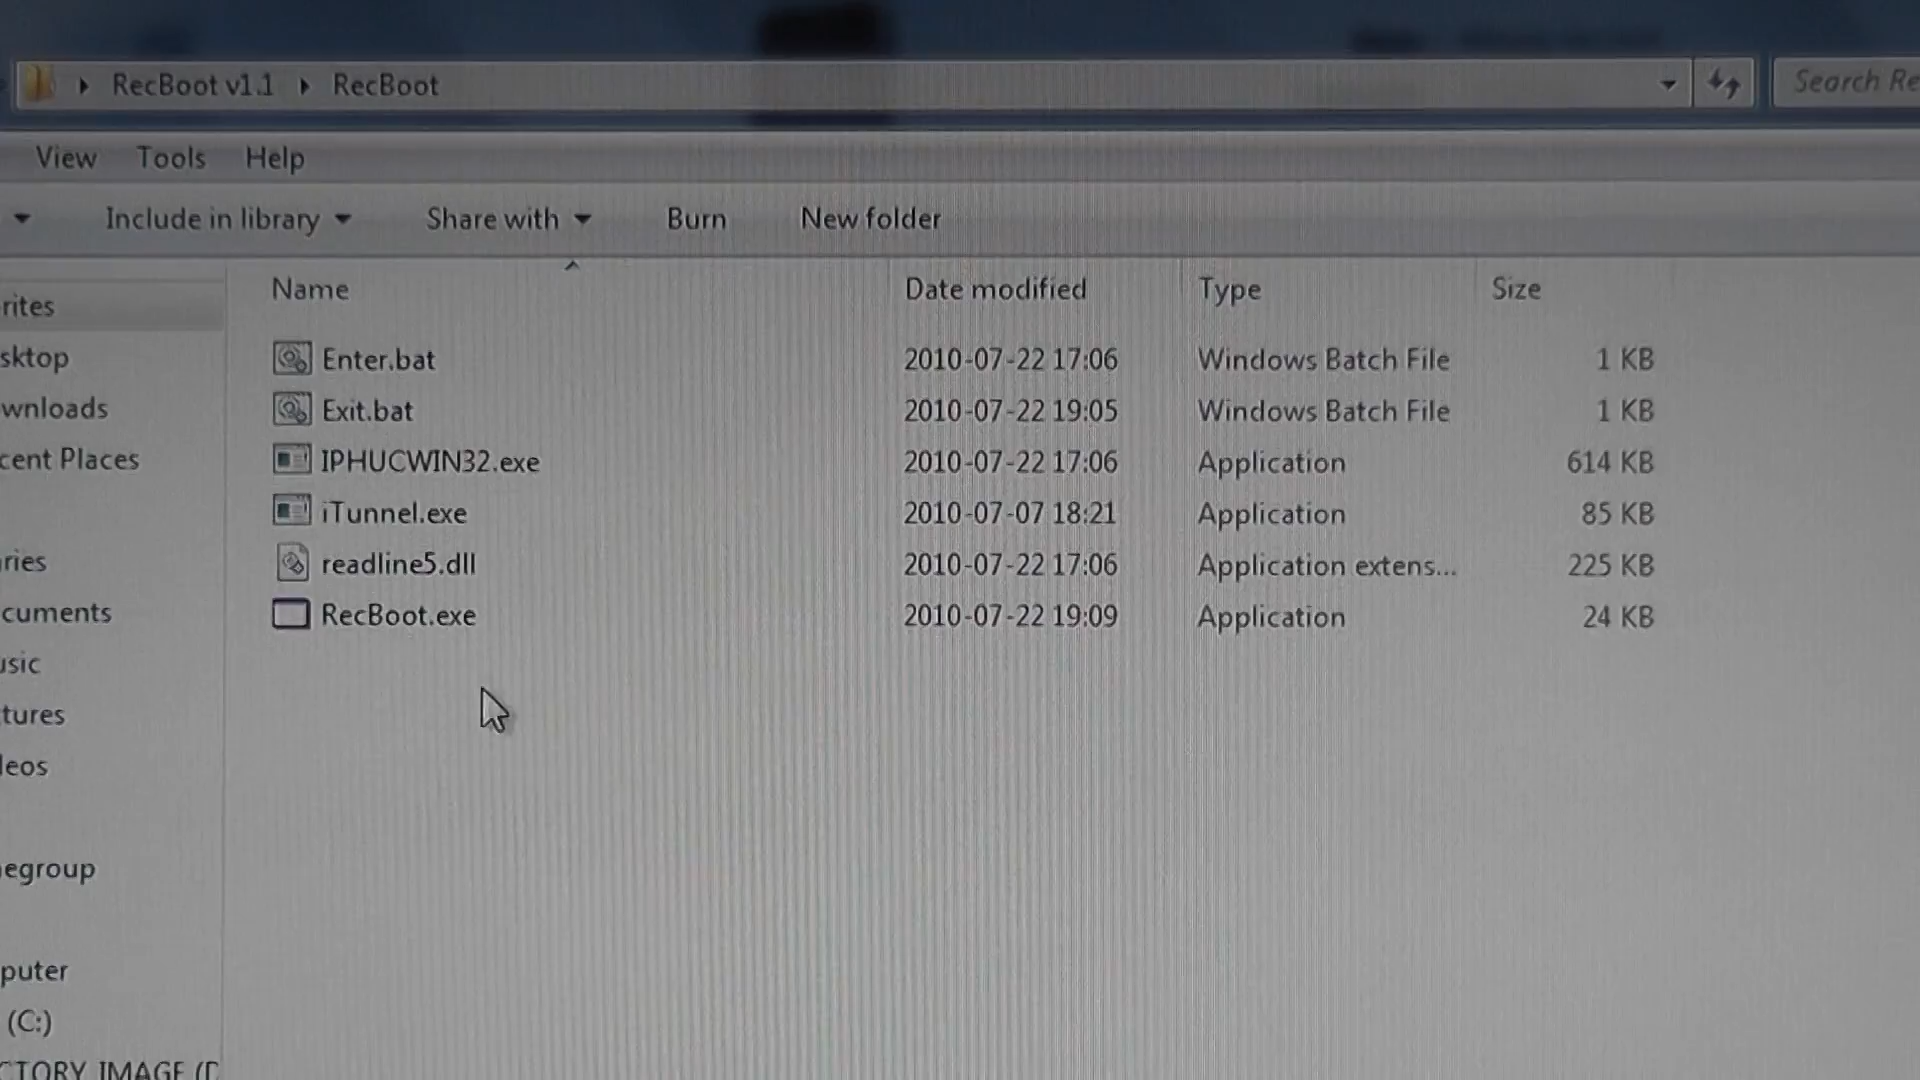 RecBoot v1.1 RecBoot Search Re
View Tools Help
Include in library Share with Burn New folder
Name Date modified Type Size
rites
sktop
wnloads
cent Places
ries
cuments
usic
tures
leos
egroup
puter
(C:)
CTORY_IMAGE (D
Enter.bat 2010-07-22 17:06 Windows Batch File 1 KB
Exit.bat 2010-07-22 19:05 Windows Batch File 1 KB
IPHUCWIN32.exe 2010-07-22 17:06 Application 614 KB
iTunnel.exe 2010-07-07 18:21 Application 85 KB
readline5.dll 2010-07-22 17:06 Application extens... 225 KB
RecBoot.exe 2010-07-22 19:09 Application 24 KB